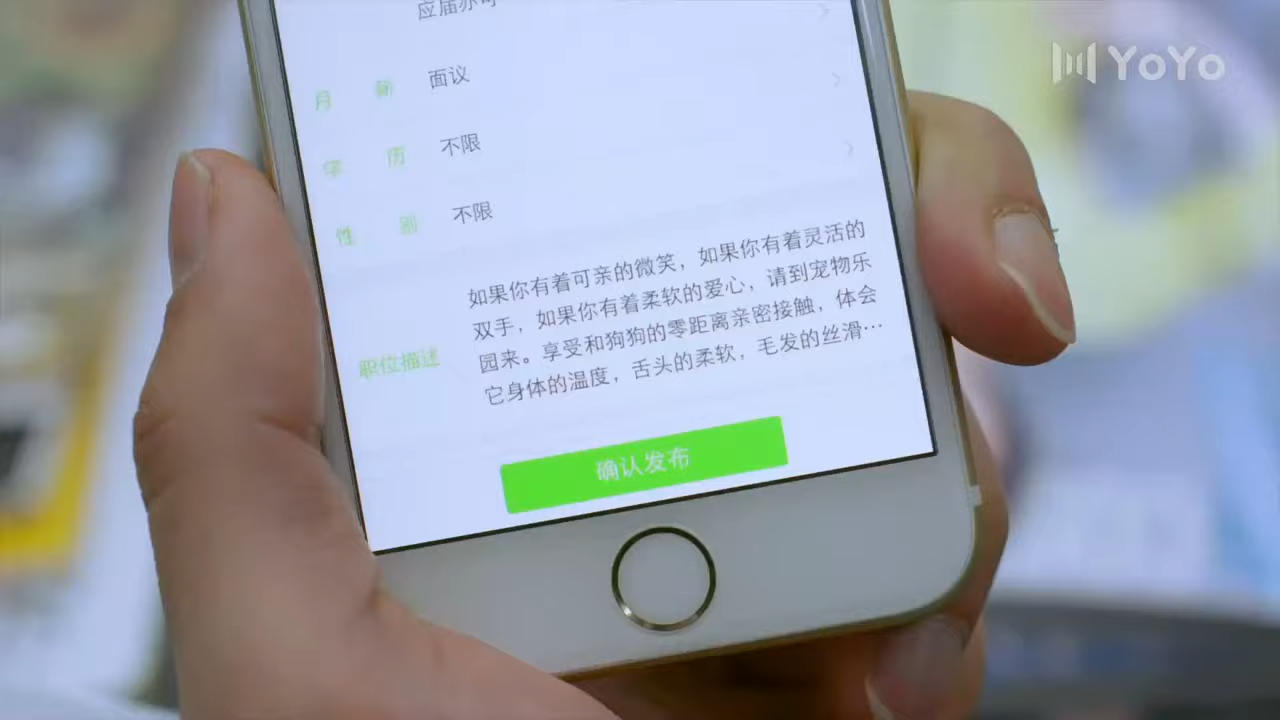 应届亦可
月 薪 面议
学 历 不限
性 别 不限
职位描述
如果你有着可亲的微笑，如果你有着灵活的
双手，如果你有着柔软的爱心，请到宠物乐
园来。享受和狗狗的零距离亲密接触，体会
它身体的温度，舌头的柔软，毛发的丝滑…
确认发布
YoYo